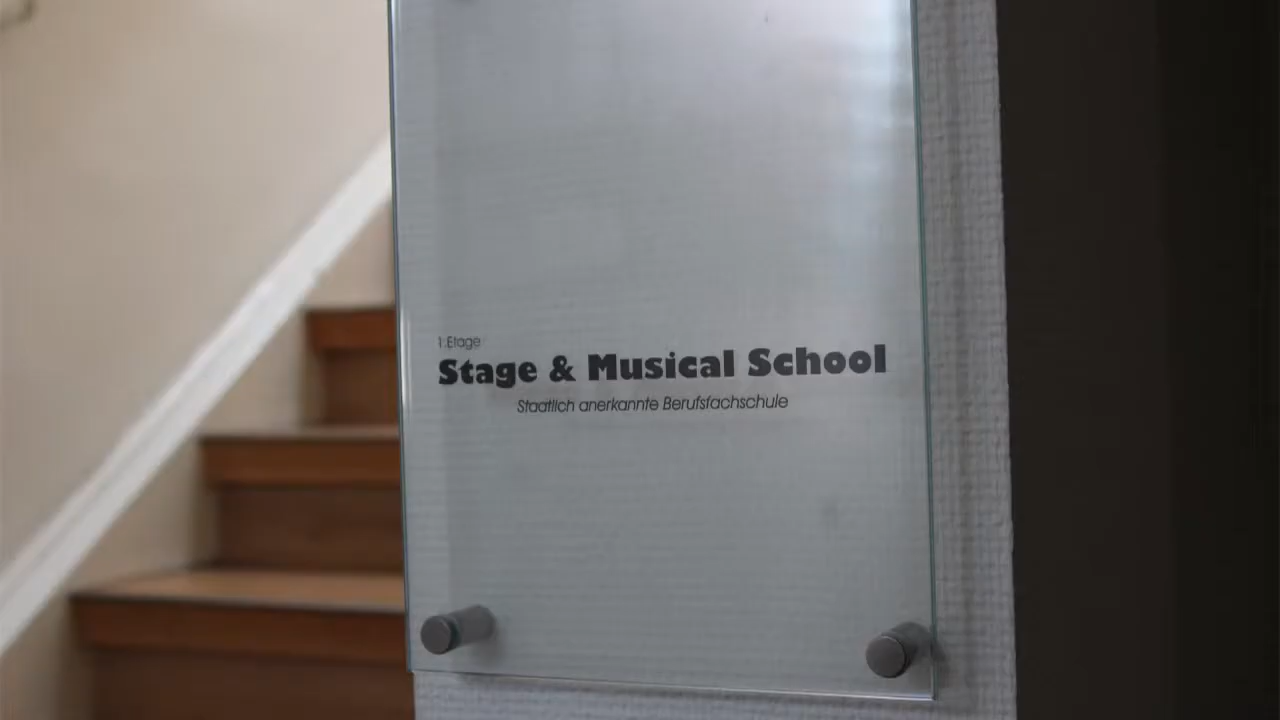 1.Etage
Stage & Musical School
Staatlich anerkannte Berufsfachschule